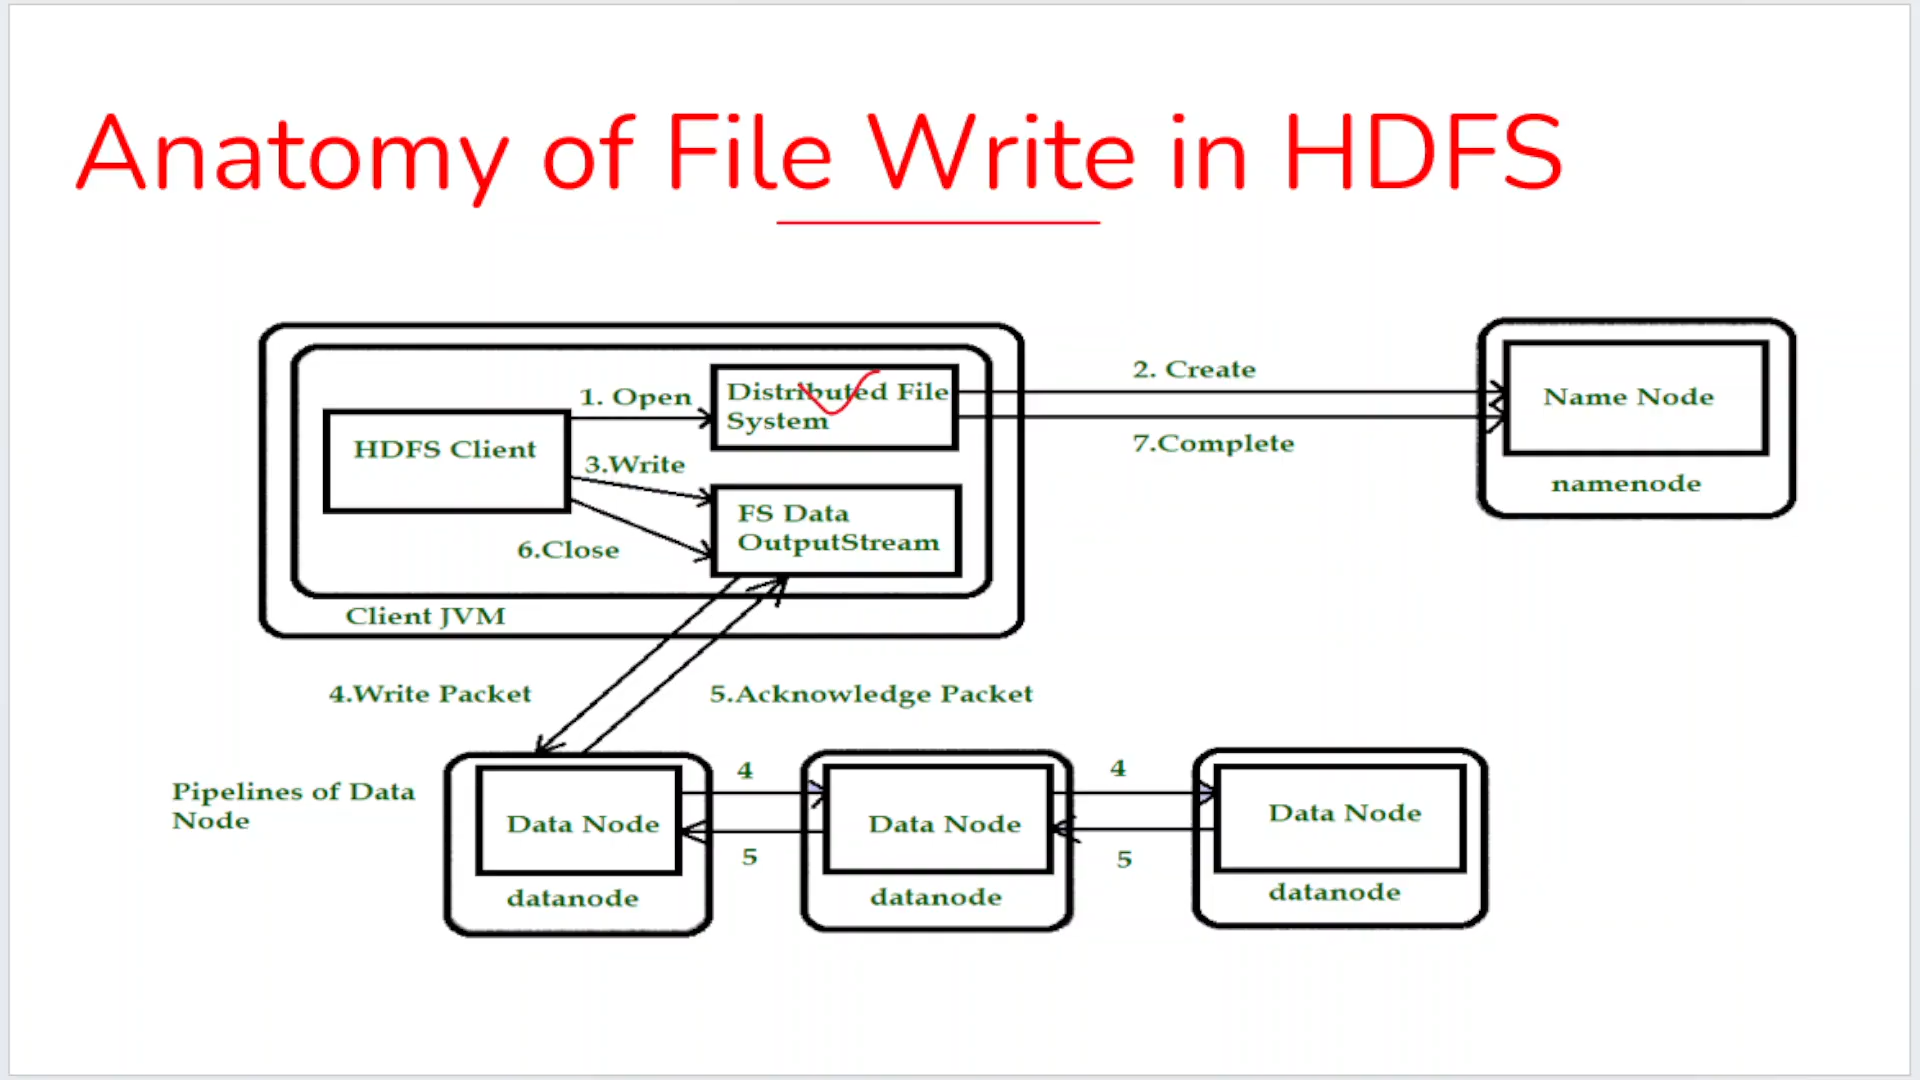 Anatomy of File Write in HDFS
1. Open
Distributed File
System
2. Create
Name Node
HDFS Client
3.Write
7.Complete
namenode
FS Data
OutputStream
6.Close
Client JVM
4.Write Packet
5.Acknowledge Packet
Pipelines of Data
Node
4
4
Data Node
Data Node
Data Node
5
5
datanode
datanode
datanode